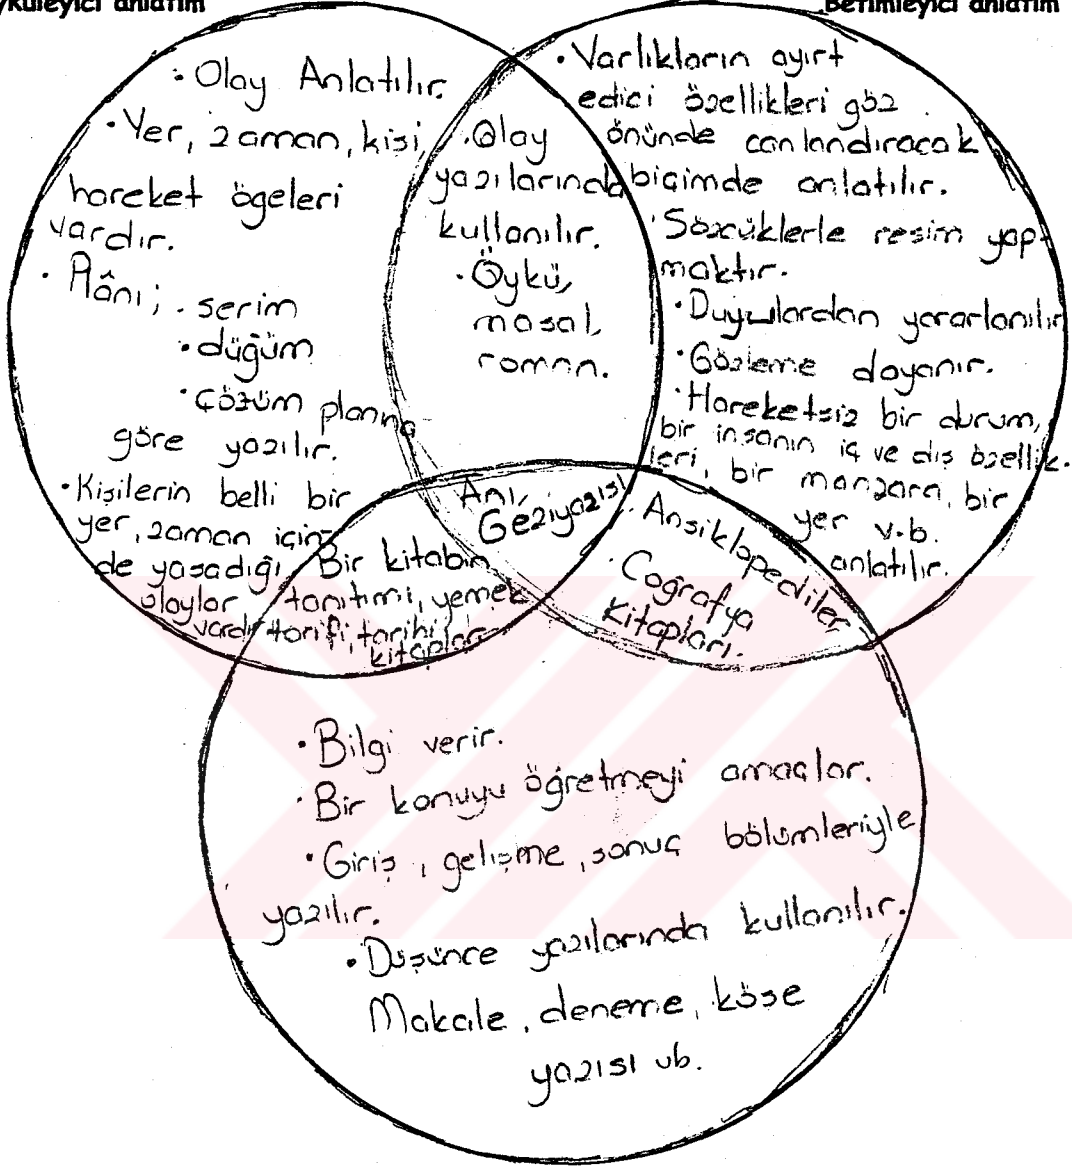 yküleyici anlatım
Betimleyici anlatım
• Olay Anlatılır.
• Yer, zaman, kişi,
hareket ögeleri
vardır.
• Plânı; • serim
• düğüm
• çözüm planına
göre yazılır.
• Kişilerin belli bir
yer, zaman için-
de yaşadığı
olaylar
vardır
• Olay
yazılarında
kullanılır.
• Öykü,
masal,
roman.
• Varlıkların ayırt
edici özellikleri göz
önünde canlandıracak
biçimde anlatılır.
• Sözcüklerle resim yap-
maktır.
• Duyulardan yararlanılır
• Gözleme dayanır.
• Hareketsiz bir durum,
bir insanın iç ve dış özellik-
leri, bir manzara, bir
yer v.b.
anlatılır.
Anı,
Geziyazısı
Bir kitabın
tanıtımı, yemek
tarifi, tarihi
kitaplar
• Ansiklopediler,
• Coğrafya
Kitapları.
• Bilgi verir.
• Bir konuyu öğretmeyi amaçlar.
• Giriş, gelişme, sonuç bölümleriyle
yazılır.
• Düşünce yazılarında kullanılır.
Makale, deneme, köşe
yazısı vb.